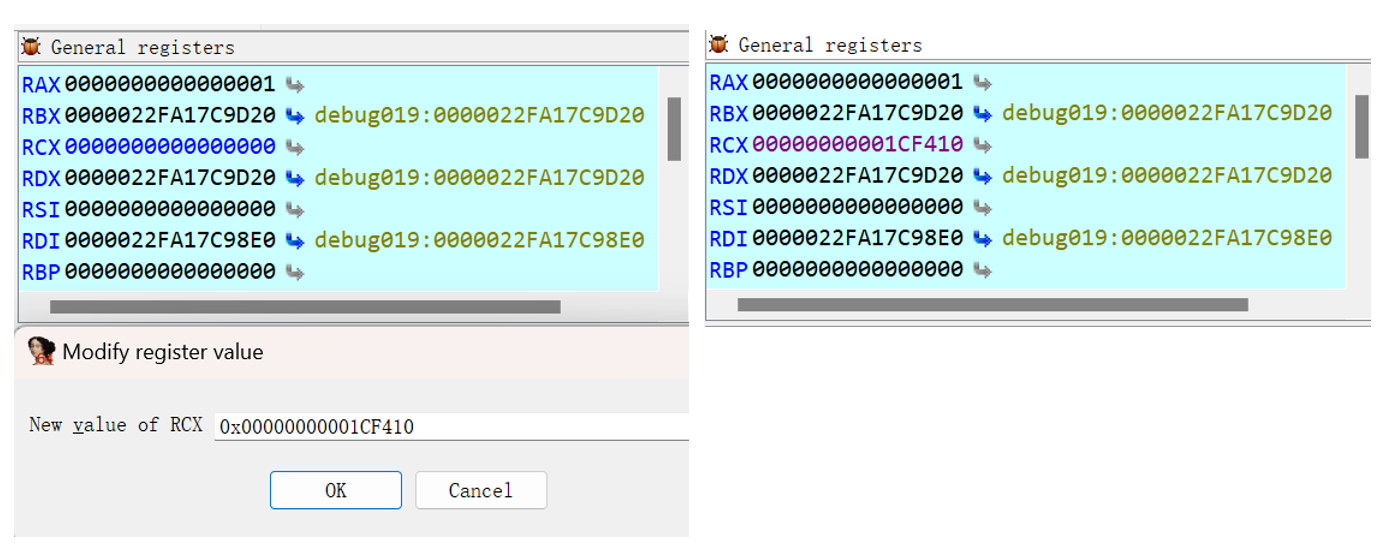 General registers
RAX 0000000000000001
RBX 0000022FA17C9D20 debug019:0000022FA17C9D20
RCX 0000000000000000
RDX 0000022FA17C9D20 debug019:0000022FA17C9D20
RSI 0000000000000000
RDI 0000022FA17C98E0 debug019:0000022FA17C98E0
RBP 0000000000000000
Modify register value
New value of RCX 0x00000000001CF410
OK Cancel
General registers
RAX 0000000000000001
RBX 0000022FA17C9D20 debug019:0000022FA17C9D20
RCX 00000000001CF410
RDX 0000022FA17C9D20 debug019:0000022FA17C9D20
RSI 0000000000000000
RDI 0000022FA17C98E0 debug019:0000022FA17C98E0
RBP 0000000000000000